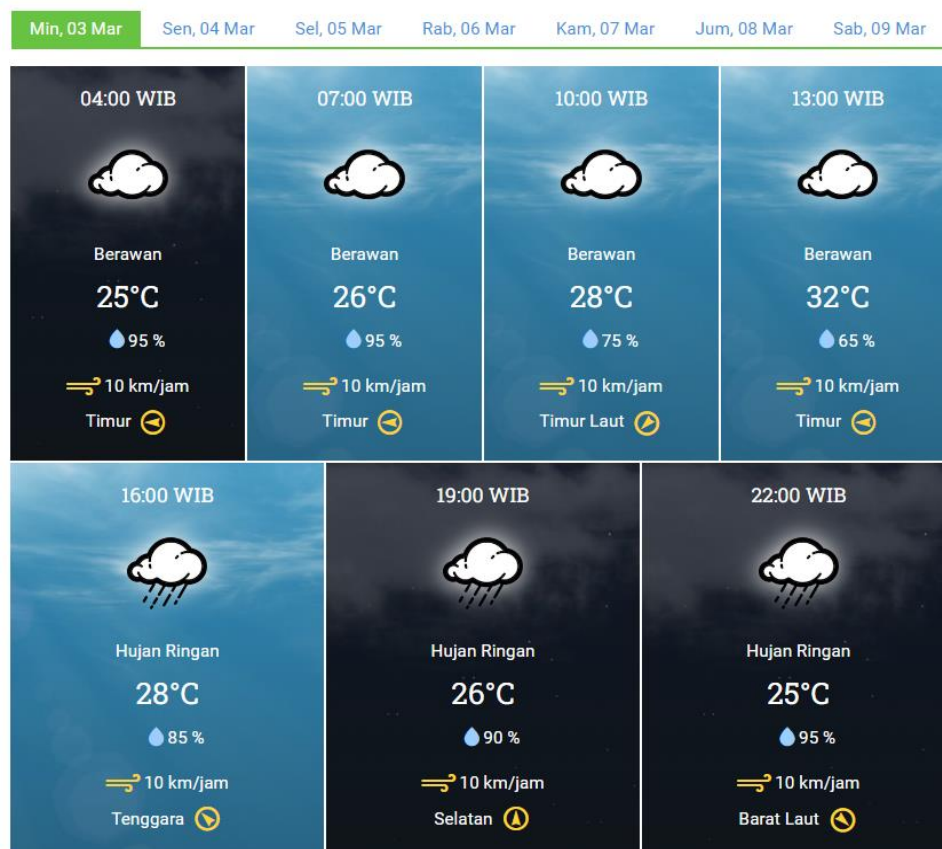 Min, 03 Mar Sen, 04 Mar Sel, 05 Mar Rab, 06 Mar Kam, 07 Mar Jum, 08 Mar Sab, 09 Mar
04:00 WIB 07:00 WIB 10:00 WIB 13:00 WIB
Berawan Berawan Berawan Berawan
25°C 26°C 28°C 32°C
95 % 95 % 75 % 65 %
10 km/jam 10 km/jam 10 km/jam 10 km/jam
Timur Timur Timur Laut Timur
16:00 WIB 19:00 WIB 22:00 WIB
Hujan Ringan Hujan Ringan Hujan Ringan
28°C 26°C 25°C
85 % 90 % 95 %
10 km/jam 10 km/jam 10 km/jam
Tenggara Selatan Barat Laut